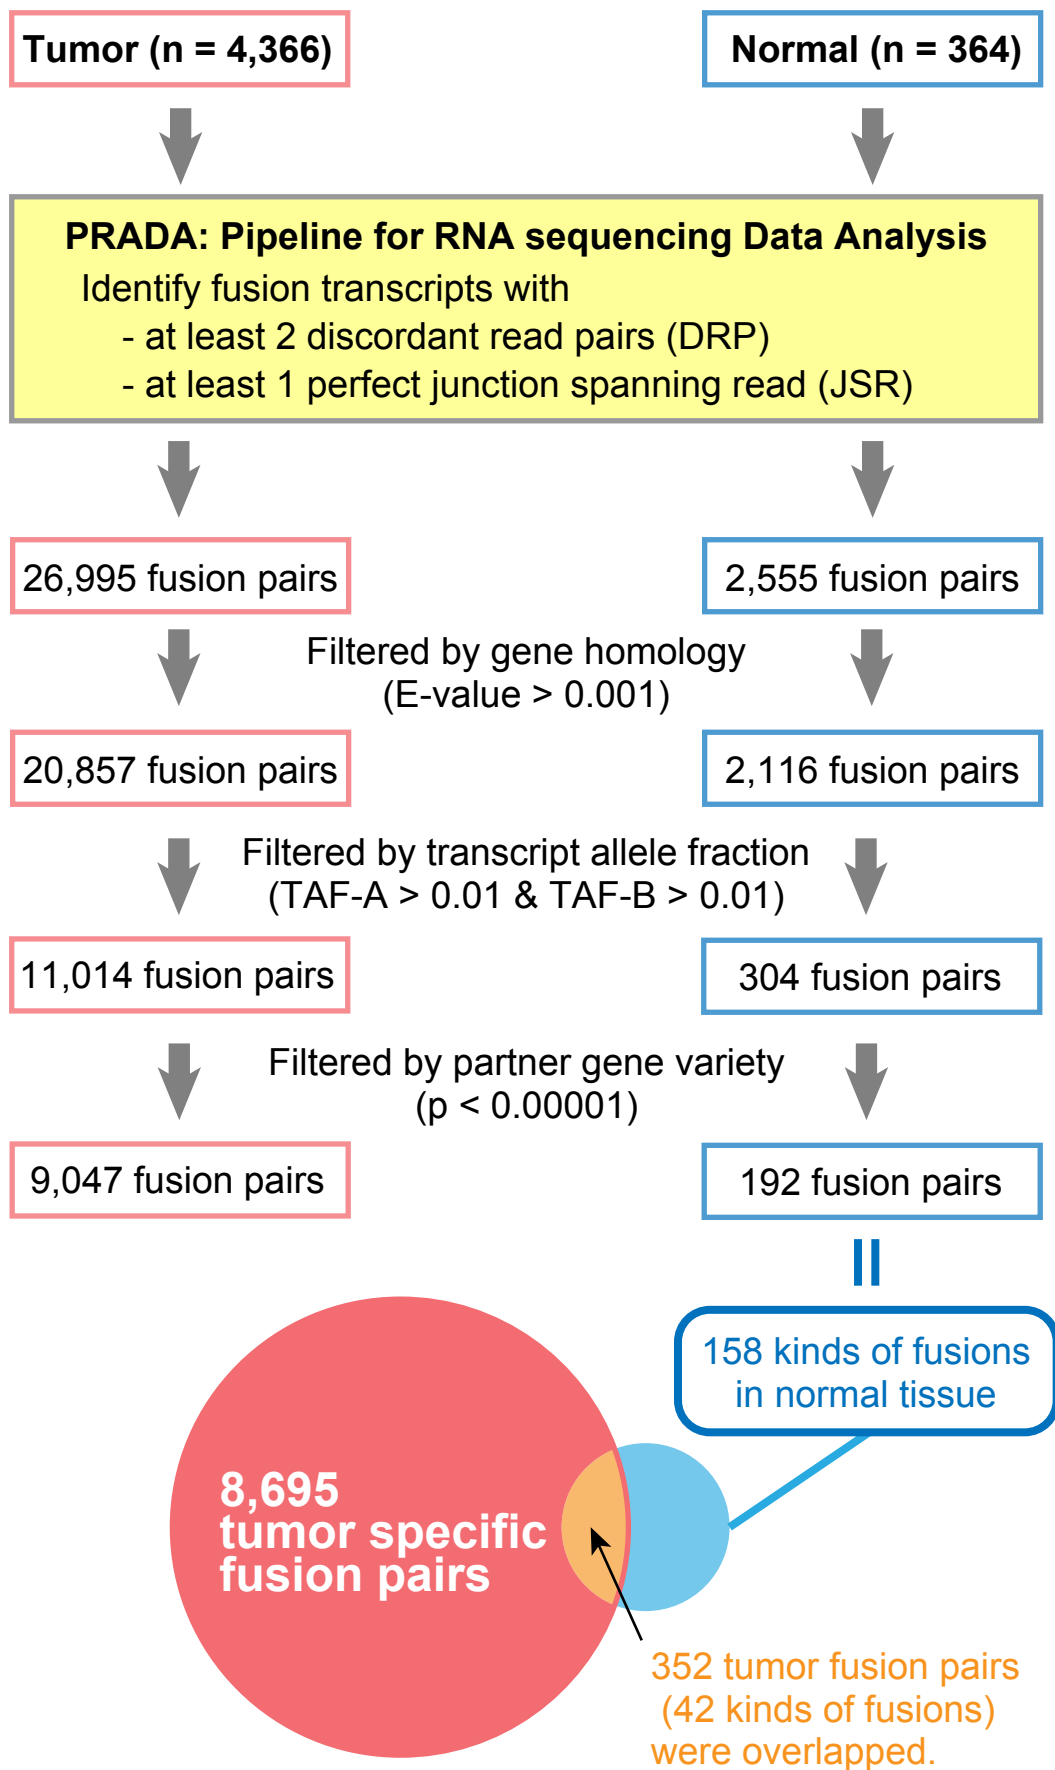 Tumor (n = 4,366)
Normal (n = 364)
PRADA: Pipeline for RNA sequencing Data Analysis
Identify fusion transcripts with
- at least 2 discordant read pairs (DRP)
- at least 1 perfect junction spanning read (JSR)
26,995 fusion pairs
2,555 fusion pairs
Filtered by gene homology
(E-value > 0.001)
20,857 fusion pairs
2,116 fusion pairs
Filtered by transcript allele fraction
(TAF-A > 0.01 & TAF-B > 0.01)
11,014 fusion pairs
304 fusion pairs
Filtered by partner gene variety
(p < 0.00001)
9,047 fusion pairs
192 fusion pairs
158 kinds of fusions
in normal tissue
8,695
tumor specific
fusion pairs
352 tumor fusion pairs
(42 kinds of fusions)
were overlapped.